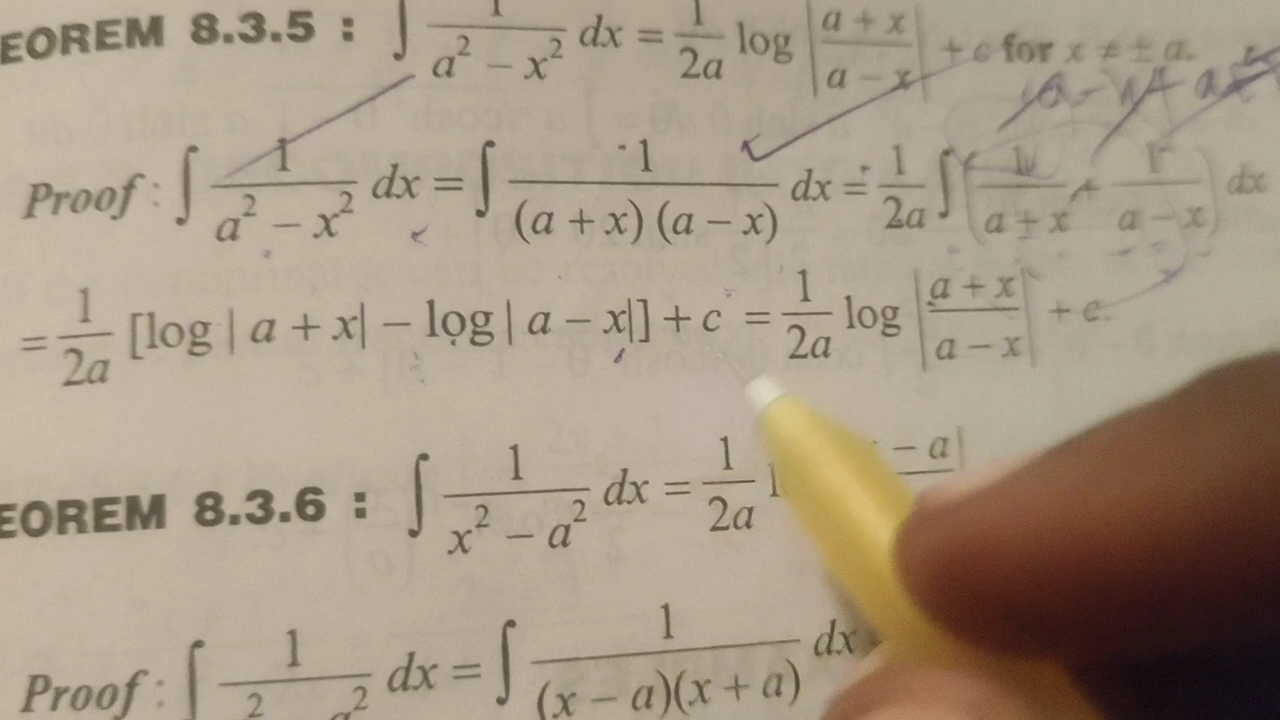 EOREM 8.3.5 : ∫ 1/(a² − x²) dx = 1/2a log |(a + x)/(a − x)| + c for x ≠ ± a.
Proof : ∫ 1/(a² − x²) dx = ∫ 1/((a + x) (a − x)) dx = 1/2a ∫ (1/(a + x) + 1/(a − x)) dx
= 1/2a [log | a + x| − log | a − x|] + c = 1/2a log |(a + x)/(a − x)| + c.
EOREM 8.3.6 : ∫ 1/(x² − a²) dx = 1/2a − a|
Proof : ∫ 1/ 2 a² dx = ∫ 1/((x − a)(x + a)) dx